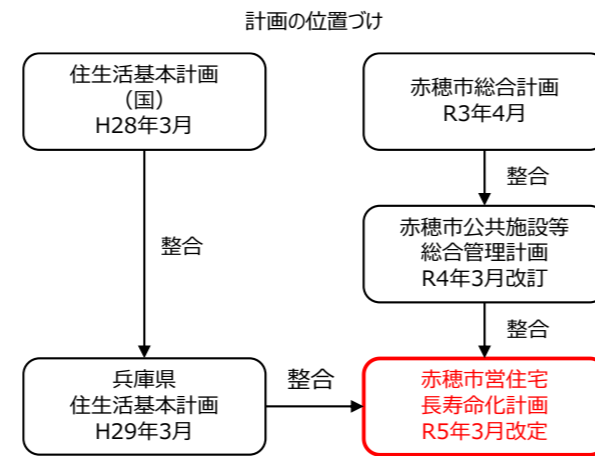 計画の位置づけ
住生活基本計画
（国）
H28年3月
赤穂市総合計画
R3年4月
整合
整合
赤穂市公共施設等
総合管理計画
R4年3月改訂
整合
兵庫県
住生活基本計画
H29年3月
整合
赤穂市営住宅
長寿命化計画
R5年3月改定